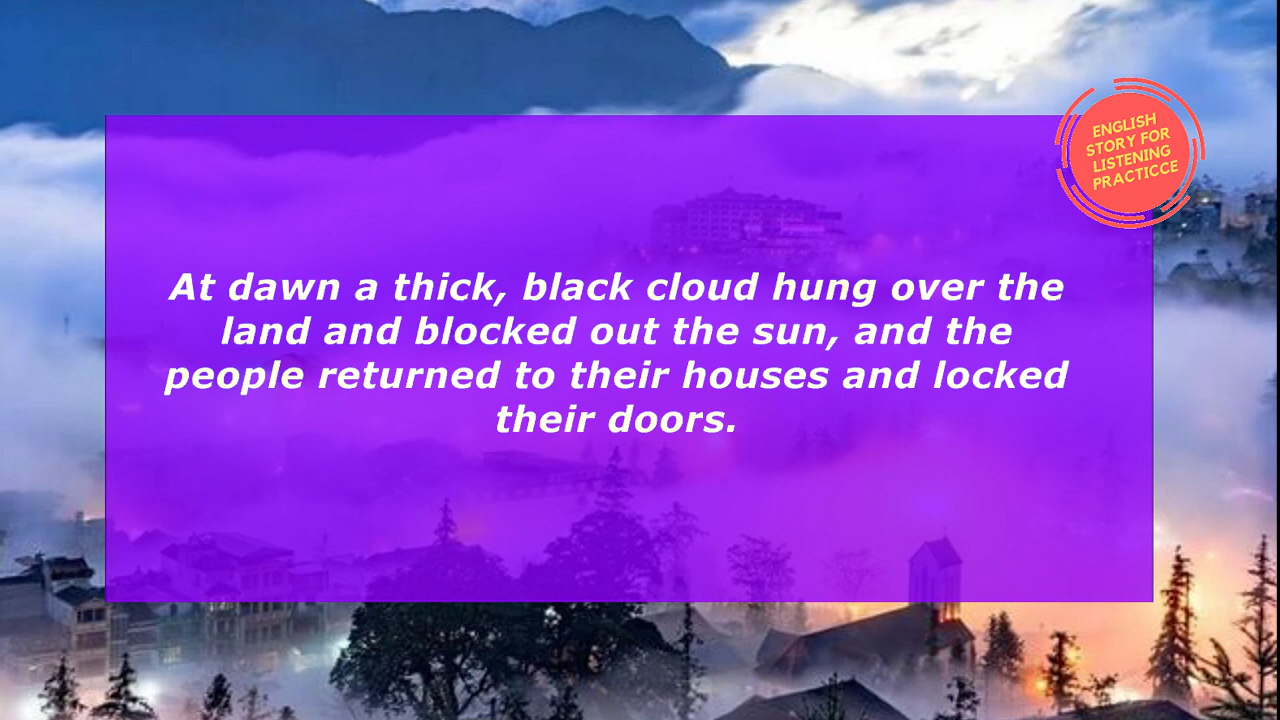 ENGLISH
STORY FOR
LISTENING
PRACTICCE
At dawn a thick, black cloud hung over the
land and blocked out the sun, and the
people returned to their houses and locked
their doors.